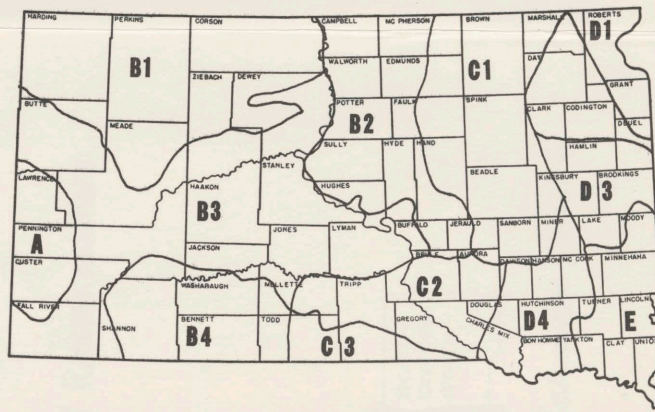 HARDING PERKINS CORSON CAMPBELL MC PHERSON BROWN MARSHALL ROBERTS
B1 D1
WALWORTH EDMUNDS DAY
C1
ZIEBACH DEWEY GRANT
BUTTE POTTER FAULK SPINK CLARK CODINGTON
B2
MEADE DEUEL
SULLY HYDE HAND HAMLIN
STANLEY
LAWRENCE HAAKON HUGHES BEADLE KINGSBURY BROOKINGS
B3 D 3
PENNINGTON JONES LYMAN BUFFALO JERAULD SANBORN MINER LAKE MOODY
A
JACKSON
CUSTER BRULE AURORA DAVISON HANSON MC COOK MINNEHAHA
WASHABAUGH MELLETTE TRIPP
C2
FALL RIVER DOUGLAS HUTCHINSON TURNER LINCOLN
SHANNON BENNETT TODD GREGORY CHARLES MIX
B4 C 3 D4 E
BON HOMME YANKTON CLAY UNION